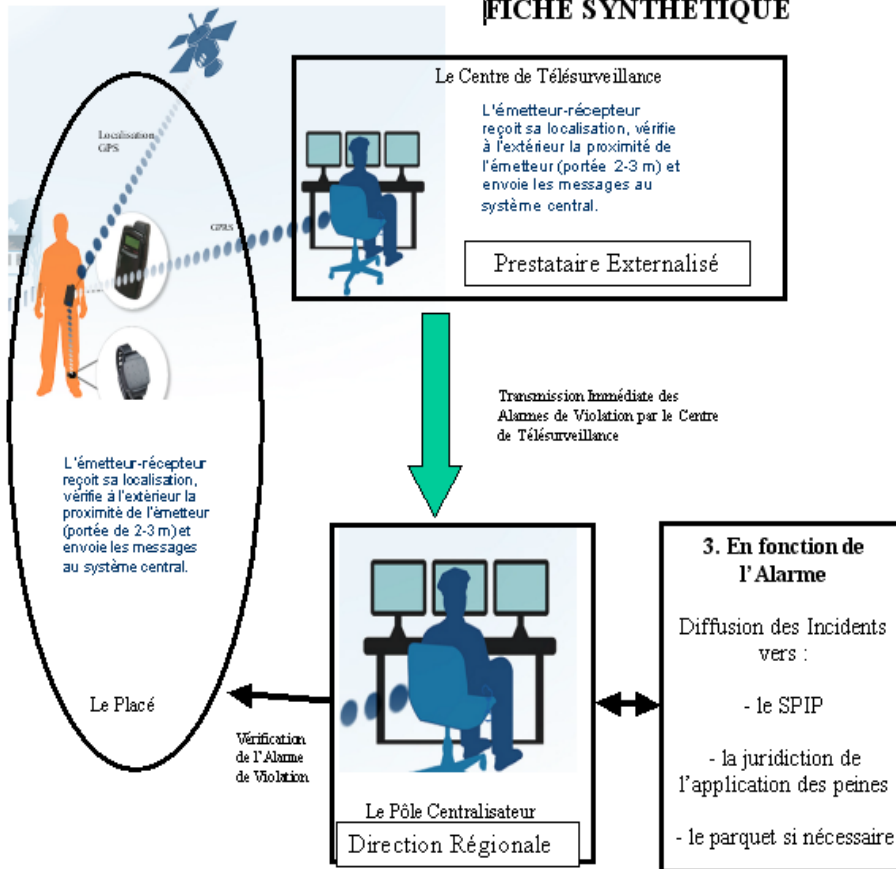 FICHE SYNTHETIQUE
Le Centre de Télésurveillance
L'émetteur-récepteur
reçoit sa localisation, vérifie
à l'extérieur la proximité de
l'émetteur (portée 2-3 m) et
envoie les messages au
système central.
Prestataire Externalisé
Localisation
GPS
GPRS
Transmission Immédiate des
Alarmes de Violation par le Centre
de Télésurveillance
L'émetteur-récepteur
reçoit sa localisation,
vérifie à l'extérieur la
proximité de l'émetteur
(portée de 2-3 m) et
envoie les messages
au système central.
Le Placé
Vérification
de l'Alarme
de Violation
Le Pôle Centralisateur
Direction Régionale
3. En fonction de
l'Alarme
Diffusion des Incidents
vers :
- le SPIP
- la juridiction de
l'application des peines
- le parquet si nécessaire